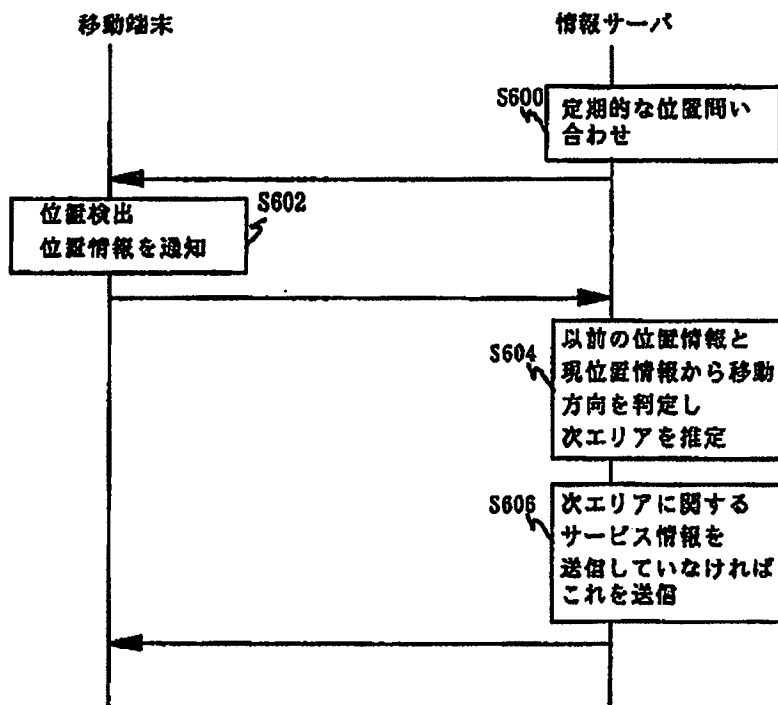 移動端末
情報サーバ
S600
定期的な位置問い
合わせ
S602
位置検出
位置情報を通知
S604
以前の位置情報と
現位置情報から移動
方向を判定し
次エリアを推定
S606
次エリアに関する
サービス情報を
送信していなければ
これを送信